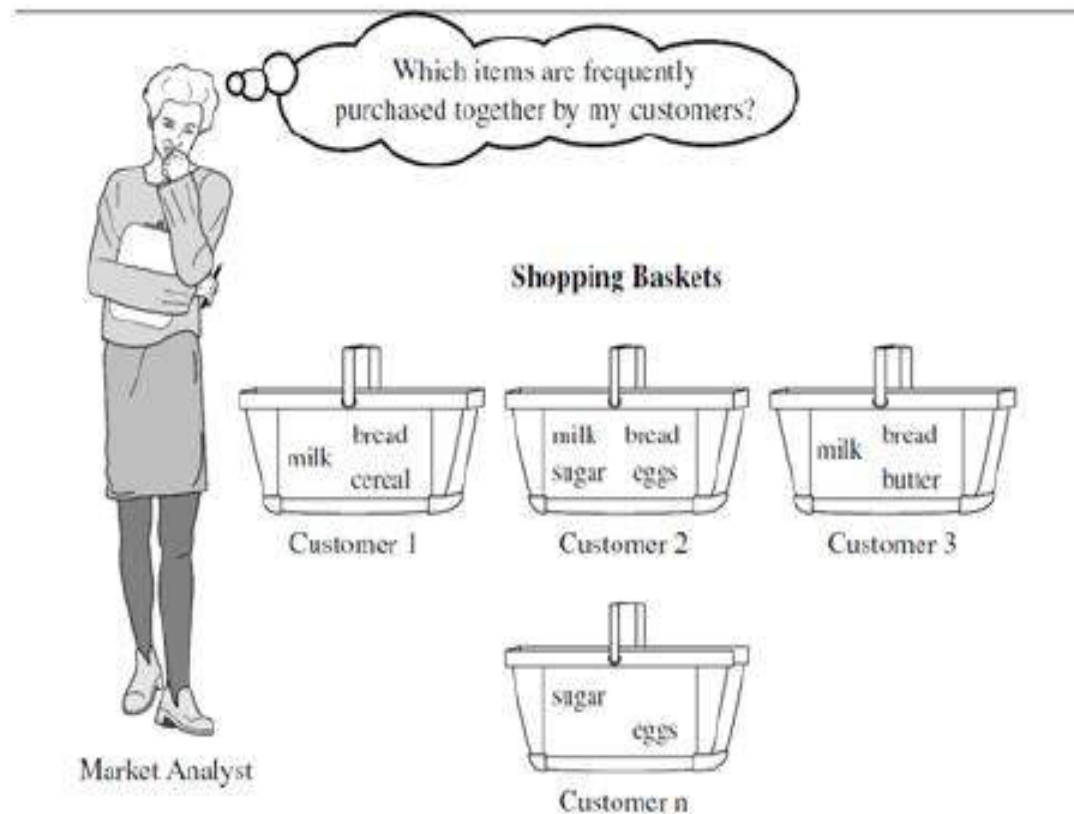 Which items are frequently
purchased together by my customers?
Shopping Baskets
milk bread
cereal
Customer 1
milk bread
sugar eggs
Customer 2
milk bread
butter
Customer 3
sugar
eggs
Customer n
Market Analyst